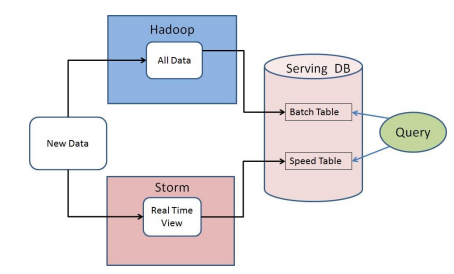 Hadoop
All Data
Serving DB
Batch Table
Query
New Data
Speed Table
Storm
Real Time
View